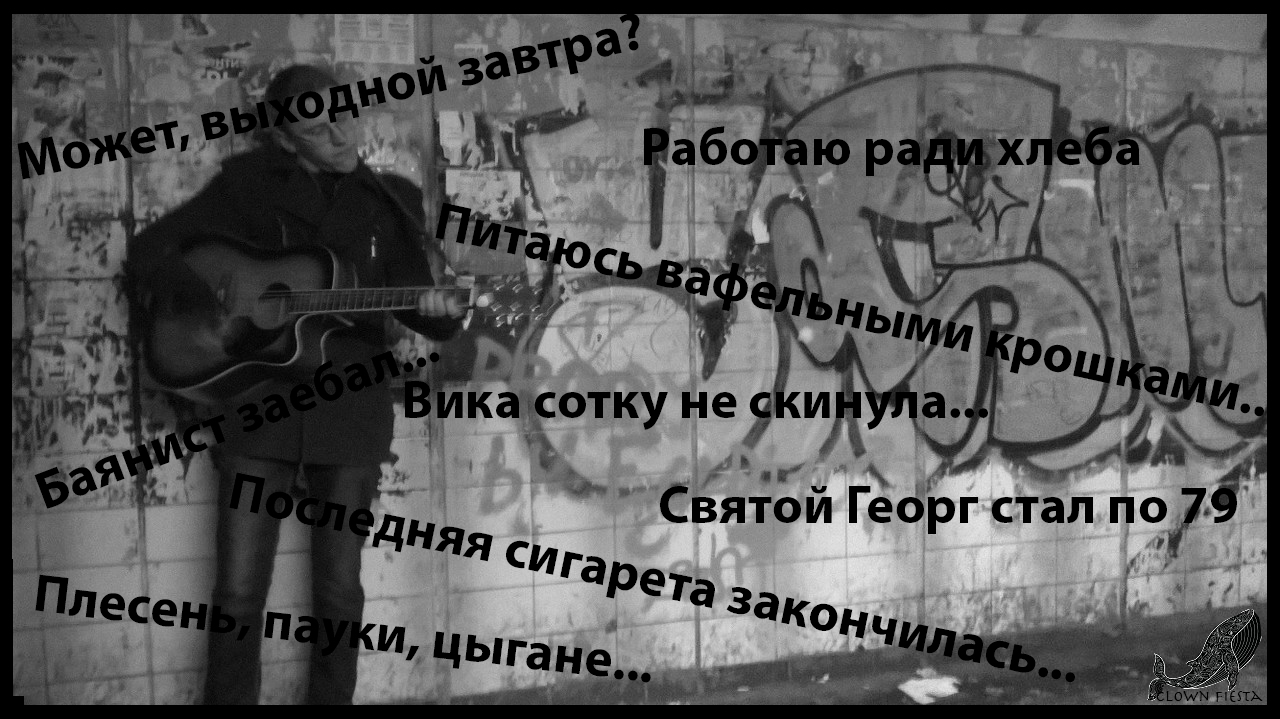 Может, выходной завтра?
Работаю ради хлеба
Питаюсь вафельными крошками...
Баянист заебал...
Вика сотку не скинула...
Последняя сигарета закончилась...
Святой Георг стал по 79
Плесень, пауки, цыгане...
CLOWN FIESTA